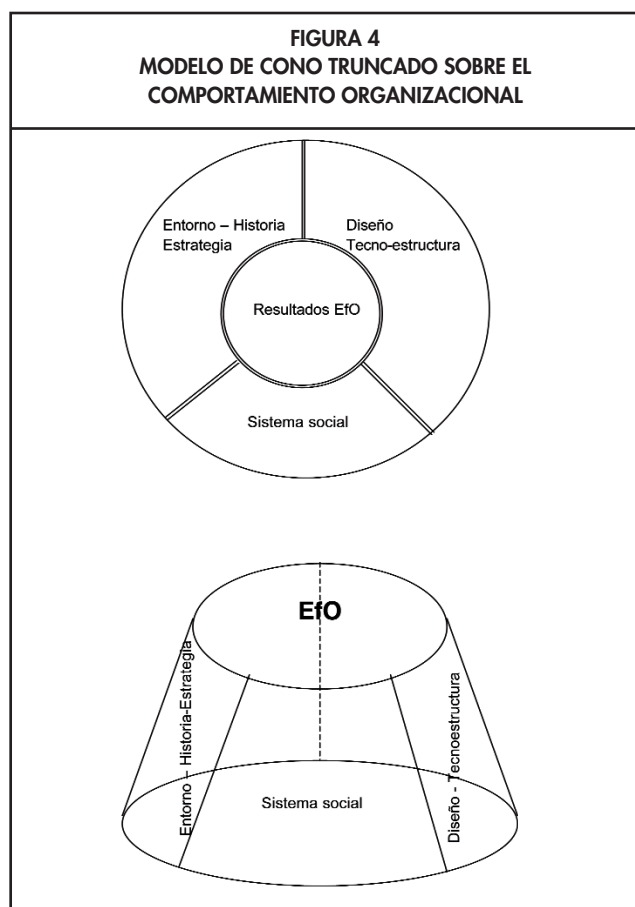 FIGURA 4
MODELO DE CONO TRUNCADO SOBRE EL
COMPORTAMIENTO ORGANIZACIONAL
Entorno – Historia
Estrategia
Diseño
Tecno-estructura
Resultados EfO
Sistema social
EfO
Entorno – Historia-Estrategia
Sistema social
Diseño - Tecnoestructura